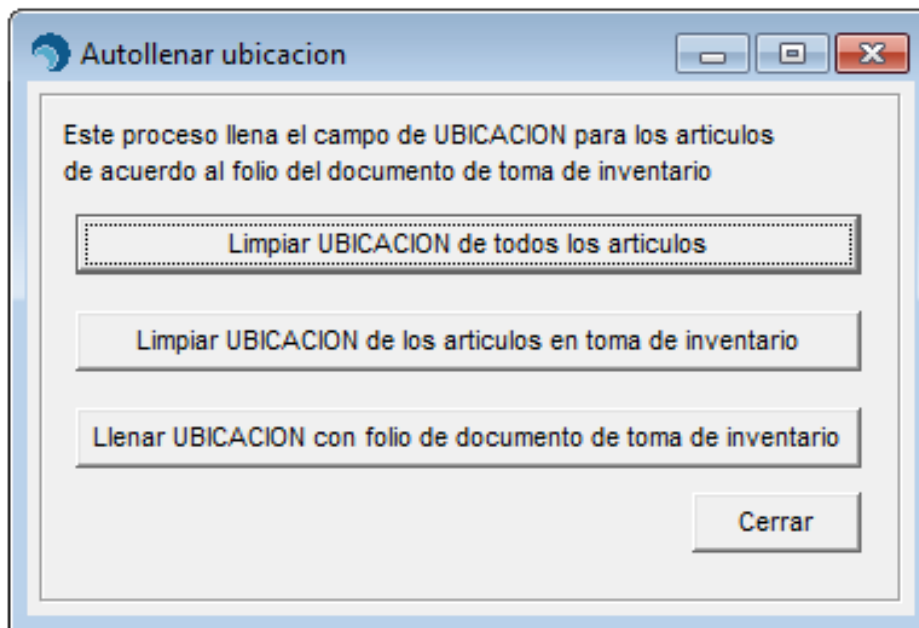 Autollenar ubicacion
Este proceso llena el campo de UBICACION para los articulos
de acuerdo al folio del documento de toma de inventario
Limpiar UBICACION de todos los articulos
Limpiar UBICACION de los articulos en toma de inventario
Llenar UBICACION con folio de documento de toma de inventario
Cerrar